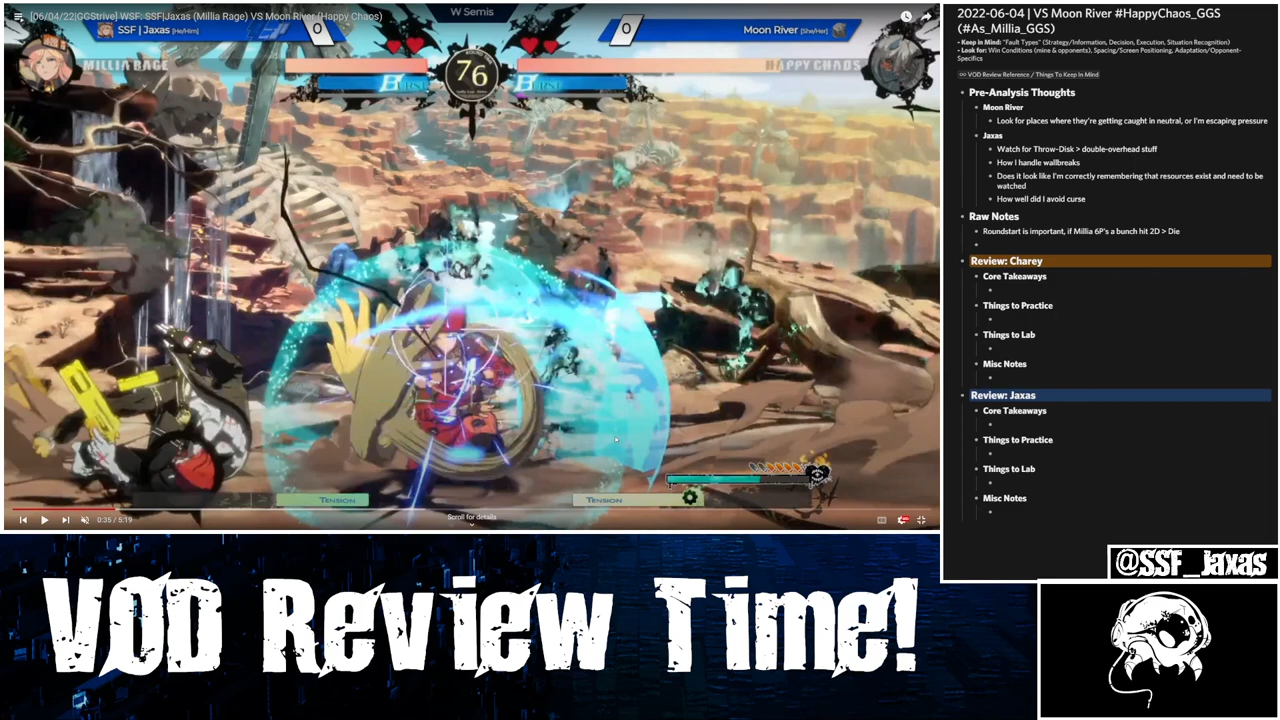 [06/04/22|GGStrive] WSF: SSF|Jaxas (Millia Rage) VS Moon River (Happy Chaos)
W Semis
SSF | Jaxas [He/Him]
0
0
Moon River [She/Her]
MILLIA RAGE
76
HAPPY CHAOS
BURST
BURST
TENSION
TENSION
0:35 / 5:19
Scroll for details
2022-06-04 | VS Moon River #HappyChaos_GGS
(#As_Millia_GGS)
- Keep in Mind: "Fault Types" (Strategy/Information, Decision, Execution, Situation Recognition)
- Look for: Win Conditions (mine & opponents), Spacing/Screen Positioning, Adaptation/Opponent-
Specifics
VOD Review Reference / Things To Keep In Mind
Pre-Analysis Thoughts
Moon River
Look for places where they're getting caught in neutral, or I'm escaping pressure
Jaxas
Watch for Throw-Disk > double-overhead stuff
How I handle wallbreaks
Does it look like I'm correctly remembering that resources exist and need to be
watched
How well did I avoid curse
Raw Notes
Roundstart is important, if Millia 6P's a bunch hit 2D > Die
Review: Charey
Core Takeaways
Things to Practice
Things to Lab
Misc Notes
Review: Jaxas
Core Takeaways
Things to Practice
Things to Lab
Misc Notes
@SSF_Jaxas
VOD Review Time!